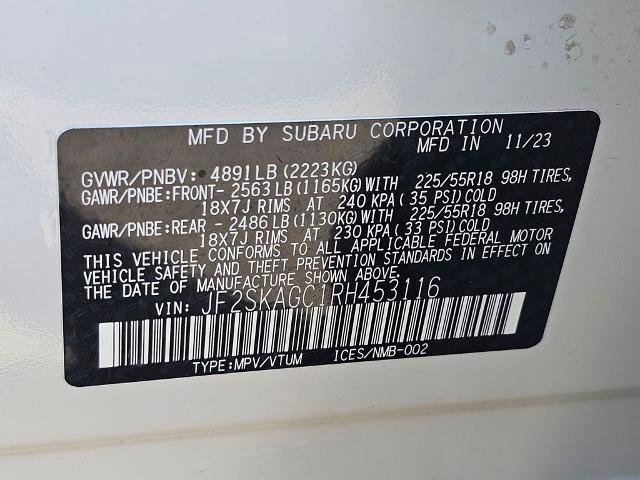 MFD BY SUBARU CORPORATION
MFD IN 11/23
GVWR/PNBV: 4891LB(2223KG)
GAWR/PNBE:FRONT- 2563LB(1165KG)WITH 225/55R18 98H TIRES,
18X7J RIMS AT 240 KPA(35 PSI)COLD
GAWR/PNBE:REAR - 2486LB(1130KG)WITH 225/55R18 98H TIRES,
18X7J RIMS AT 230 KPA(33 PSI)COLD
THIS VEHICLE CONFORMS TO ALL APPLICABLE FEDERAL MOTOR
VEHICLE SAFETY AND THEFT PREVENTION STANDARDS IN EFFECT ON
THE DATE OF MANUFACTURE SHOWN ABOVE.
VIN: JF2SKAGC1RH453116
TYPE:MPV/VTUM ICES/NMB-002